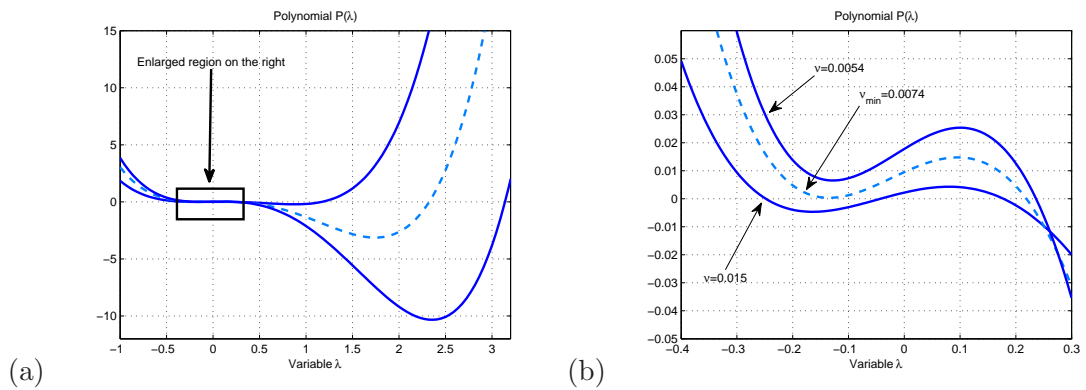 Polynomial P(λ)
15
10
5
0
−5
−10
Enlarged region on the right
−1 −0.5 0 0.5 1 1.5 2 2.5 3
Variable λ
(a)
Polynomial P(λ)
0.05
0.04
0.03
0.02
0.01
0
−0.01
−0.02
−0.03
−0.04
−0.05
ν=0.0054
ν_min=0.0074
ν=0.015
−0.4 −0.3 −0.2 −0.1 0 0.1 0.2 0.3
Variable λ
(b)